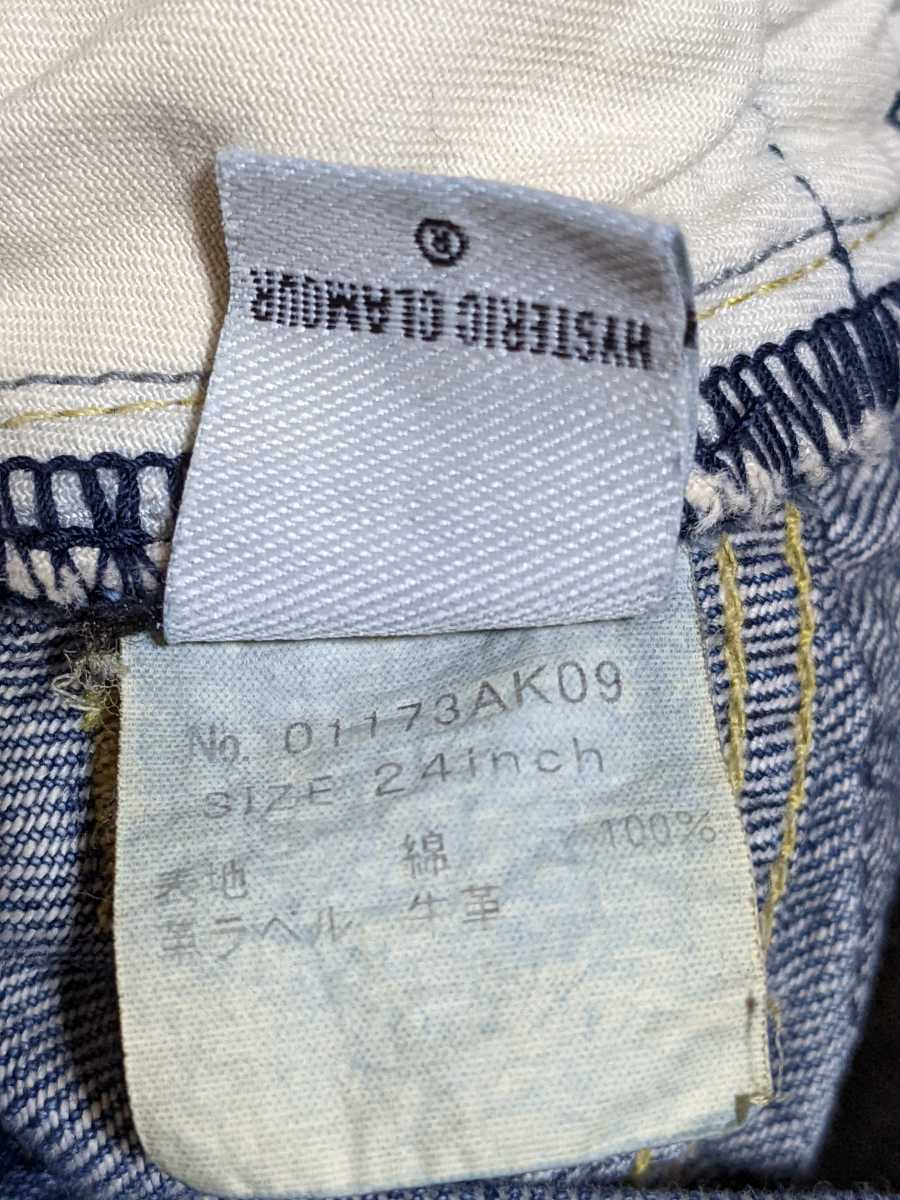 ®
HYSTERIC GLAMOUR
No. 01173AK09
SIZE 24inch
表地 綿 100%
革ラベル 牛革